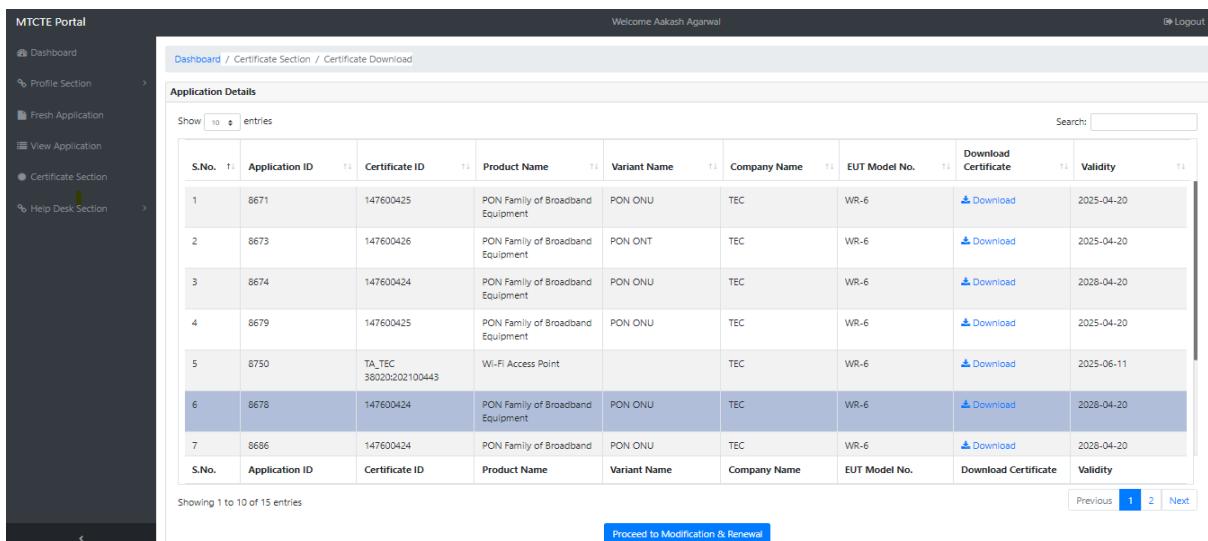 MTCTE Portal Welcome Aakash Agarwal Logout
Dashboard
Profile Section
Fresh Application
View Application
Certificate Section
Help Desk Section
Dashboard / Certificate Section / Certificate Download
Application Details
Show 10 entries Search:
S.No. Application ID Certificate ID Product Name Variant Name Company Name EUT Model No. Download Certificate Validity
1 8671 147600425 PON Family of Broadband Equipment PON ONU TEC WR-6 Download 2025-04-20
2 8673 147600426 PON Family of Broadband Equipment PON ONT TEC WR-6 Download 2025-04-20
3 8674 147600424 PON Family of Broadband Equipment PON ONU TEC WR-6 Download 2028-04-20
4 8679 147600425 PON Family of Broadband Equipment PON ONU TEC WR-6 Download 2025-04-20
5 8750 TA_TEC 38020:202100443 Wi-Fi Access Point TEC WR-6 Download 2025-06-11
6 8678 147600424 PON Family of Broadband Equipment PON ONU TEC WR-6 Download 2028-04-20
7 8686 147600424 PON Family of Broadband PON ONU TEC WR-6 Download 2028-04-20
S.No. Application ID Certificate ID Product Name Variant Name Company Name EUT Model No. Download Certificate Validity
Showing 1 to 10 of 15 entries Previous 1 2 Next
Proceed to Modification & Renewal